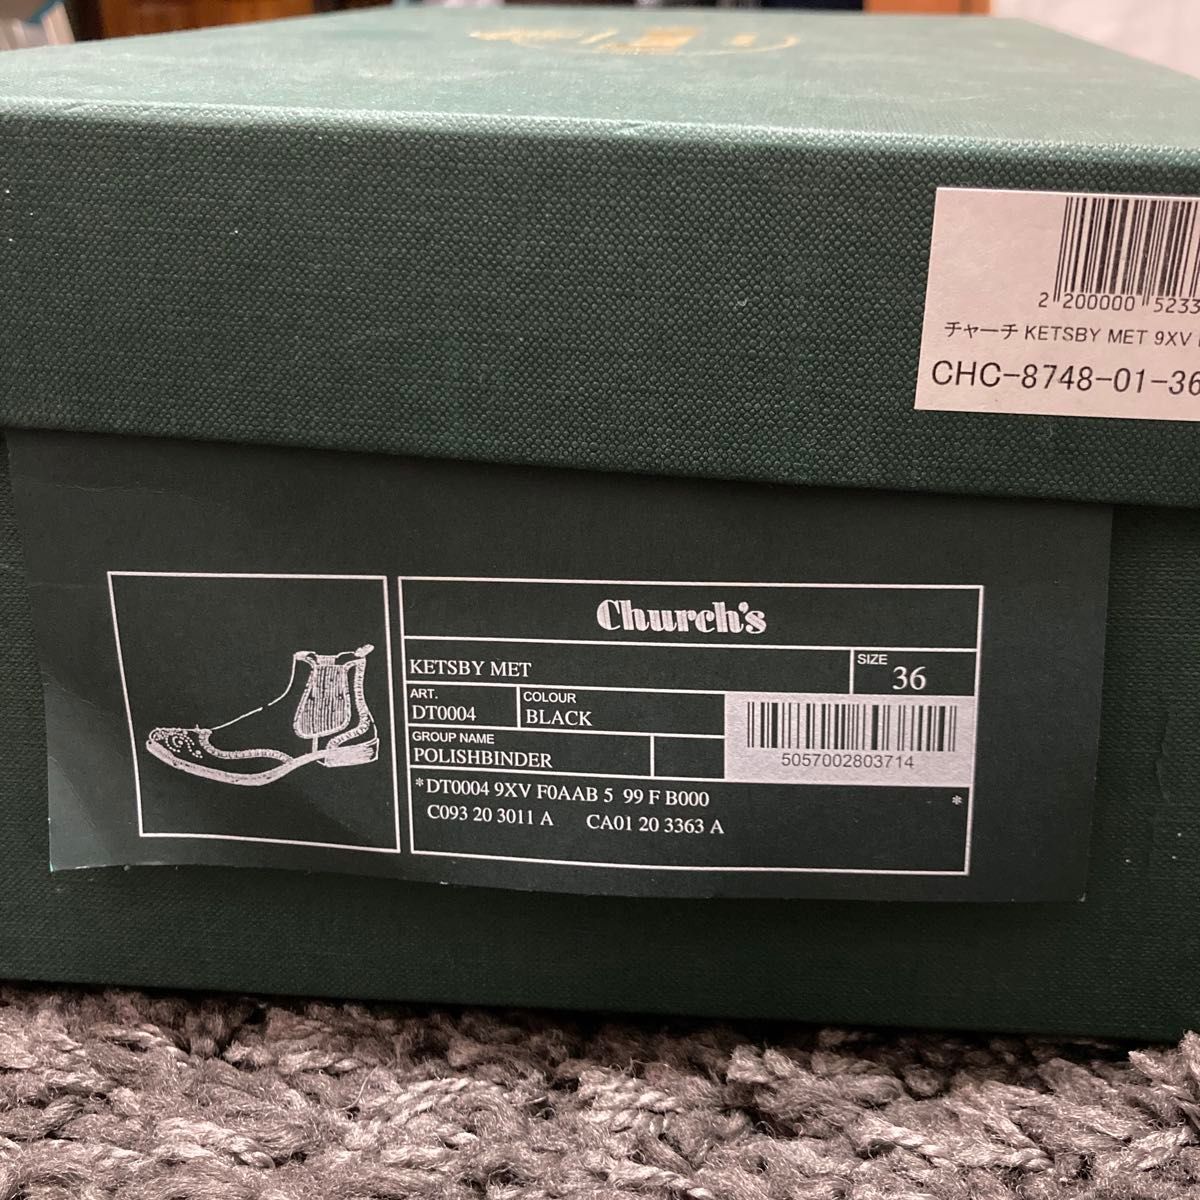 2 200000 5233
チャーチ KETSBY MET 9XV
CHC-8748-01-36
Church's
KETSBY MET
SIZE 36
ART. DT0004
COLOUR BLACK
GROUP NAME
POLISHBINDER
5057002803714
*DT0004 9XV F0AAB 5 99 F B000 *
C093 20 3011 A CA01 20 3363 A